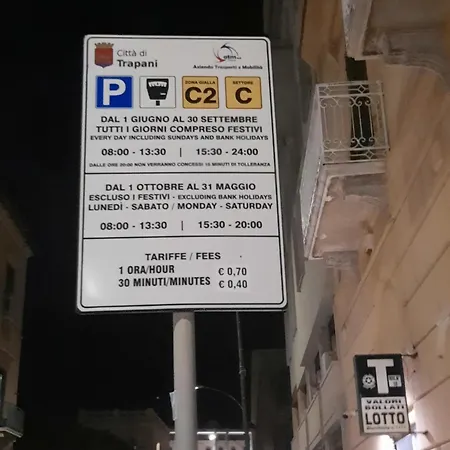 Città di
Trapani
Azienda Trasporti e Mobilità
P
ZONA GIALLA
C2
SETTORE
C
DAL 1 GIUGNO AL 30 SETTEMBRE
TUTTI I GIORNI COMPRESO FESTIVI
EVERY DAY INCLUDING SUNDAYS AND BANK HOLIDAYS
08:00 - 13:30 | 15:30 - 24:00
DALLE ORE 20:00 NON VERRANNO CONCESSI 15 MINUTI DI TOLLERANZA
DAL 1 OTTOBRE AL 31 MAGGIO
ESCLUSO I FESTIVI - EXCLUDING BANK HOLIDAYS
LUNEDÌ - SABATO / MONDAY - SATURDAY
08:00 - 13:30 | 15:30 - 20:00
TARIFFE / FEES
1 ORA/HOUR € 0,70
30 MINUTI/MINUTES € 0,40
T
VALORI
BOLLATI
LOTTO